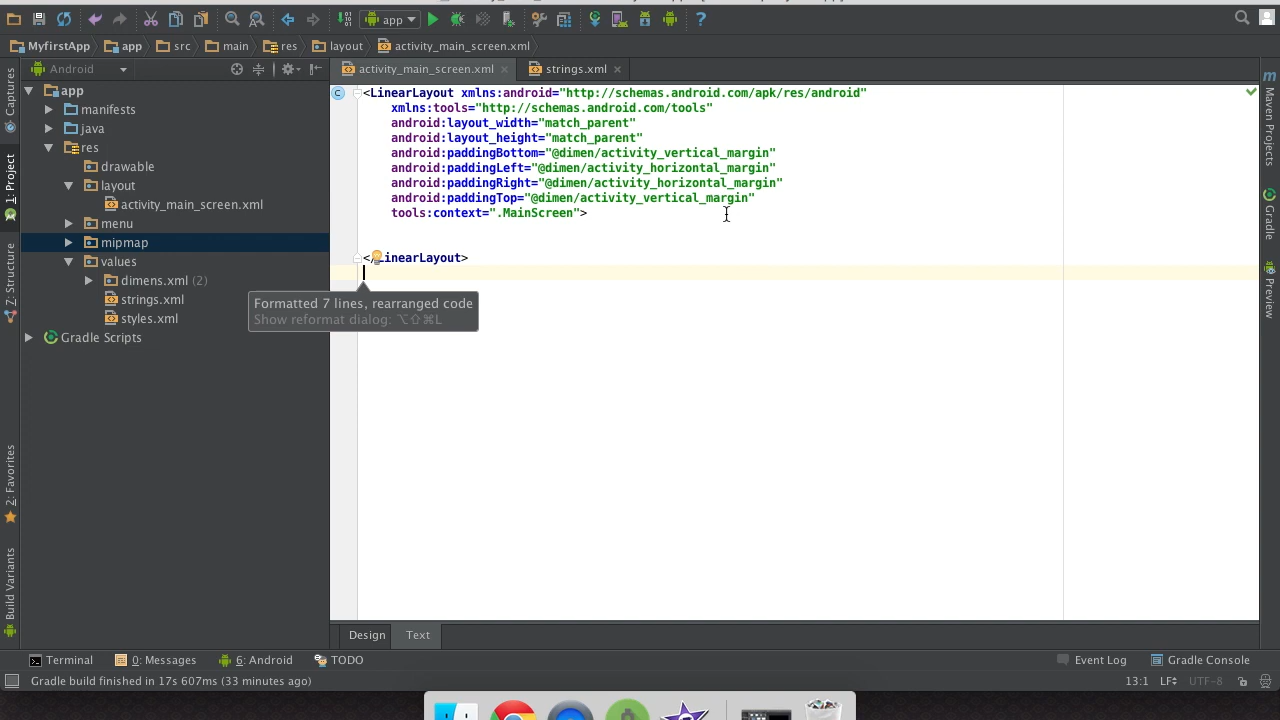 app
MyfirstApp app src main res layout activity_main_screen.xml
Android
activity_main_screen.xml strings.xml
Captures
1: Project
Z: Structure
2: Favorites
Build Variants
app
manifests
java
res
drawable
layout
activity_main_screen.xml
menu
mipmap
values
dimens.xml (2)
strings.xml
styles.xml
Gradle Scripts
<LinearLayout xmlns:android="http://schemas.android.com/apk/res/android"
xmlns:tools="http://schemas.android.com/tools"
android:layout_width="match_parent"
android:layout_height="match_parent"
android:paddingBottom="@dimen/activity_vertical_margin"
android:paddingLeft="@dimen/activity_horizontal_margin"
android:paddingRight="@dimen/activity_horizontal_margin"
android:paddingTop="@dimen/activity_vertical_margin"
tools:context=".MainScreen">
</LinearLayout>
Formatted 7 lines, rearranged code
Show reformat dialog: ⌥⇧⌘L
Maven Projects
Gradle
Preview
Design Text
Terminal 0: Messages 6: Android TODO Event Log Gradle Console
Gradle build finished in 17s 607ms (33 minutes ago) 13:1 LF UTF-8